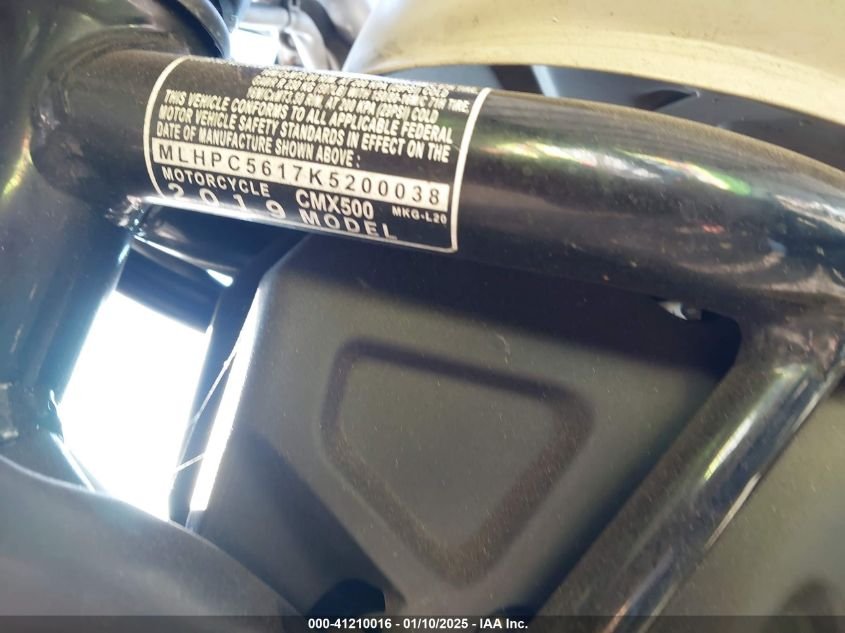 THIS VEHICLE CONFORMS TO ALL APPLICABLE FEDERAL
MOTOR VEHICLE SAFETY STANDARDS IN EFFECT ON THE
DATE OF MANUFACTURE SHOWN ABOVE:
MLHPC5617K5200038
MOTORCYCLE CMX500 MKG-L20
2019 MODEL
000-41210016 - 01/10/2025 - IAA Inc.